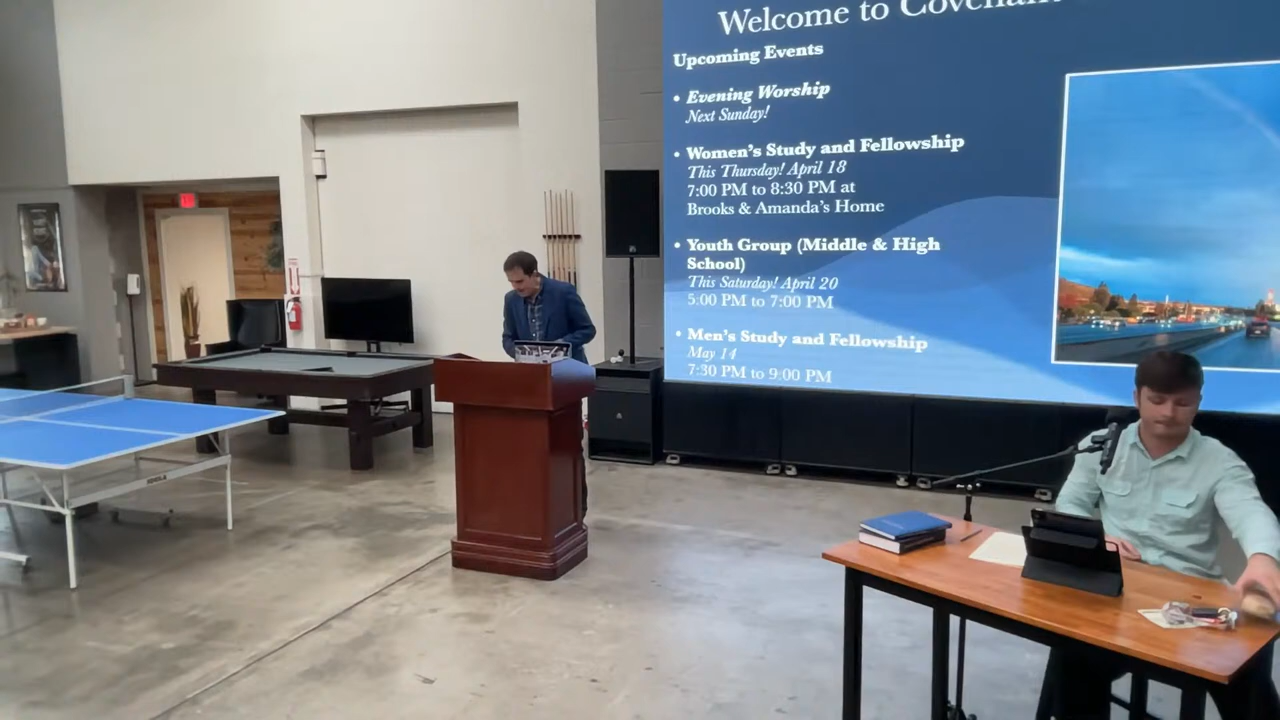 Welcome to Covenan
Upcoming Events
• Evening Worship
Next Sunday!
• Women's Study and Fellowship
This Thursday! April 18
7:00 PM to 8:30 PM at
Brooks & Amanda's Home
• Youth Group (Middle & High
School)
This Saturday! April 20
5:00 PM to 7:00 PM
• Men's Study and Fellowship
May 14
7:30 PM to 9:00 PM
EXIT